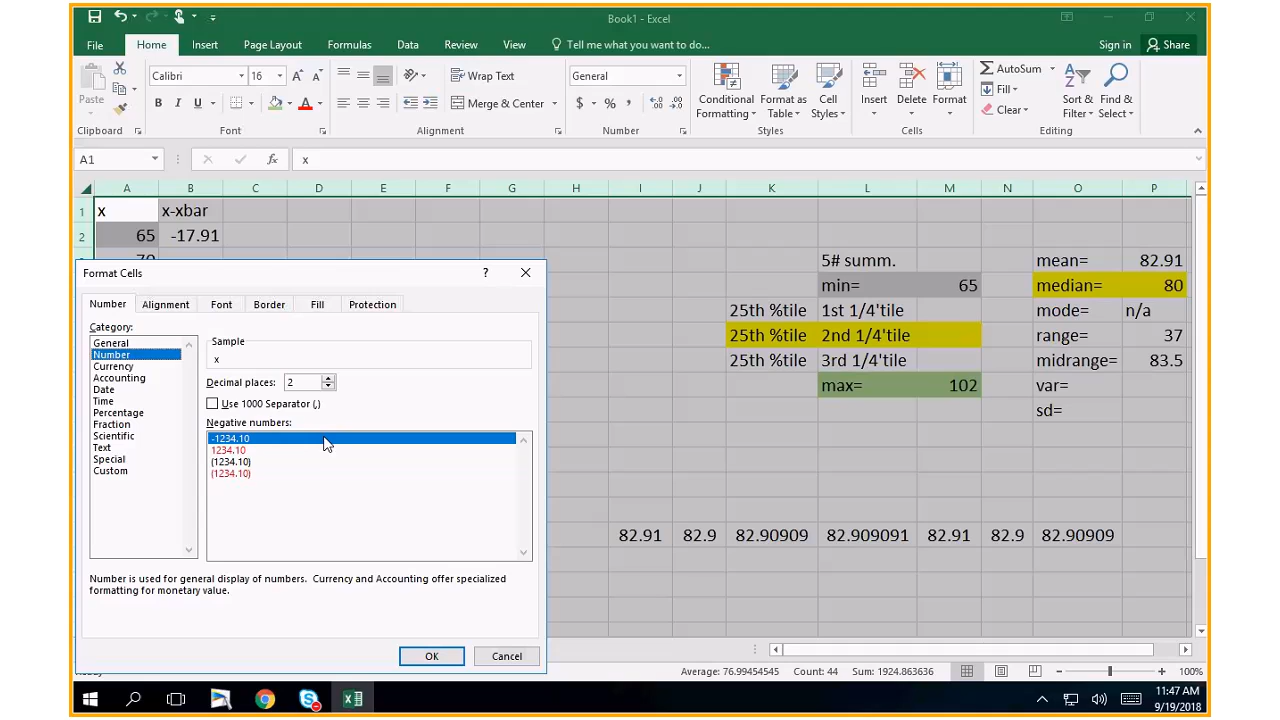 Book1 - Excel
File Home Insert Page Layout Formulas Data Review View Tell me what you want to do... Sign in Share
Paste
Calibri 16 A A
B I U A
Wrap Text
Merge & Center
General
$ % ,
Conditional Formatting
Format as Table
Cell Styles
Insert
Delete
Format
AutoSum
Fill
Clear
Sort & Filter
Find & Select
Clipboard Font Alignment Number Styles Cells Editing
A1 fx x
A B C D E F G H I J K L M N O P
1 x x-xbar
2 65 -17.91
70
5# summ. mean= 82.91
min= 65 median= 80
25th %tile 1st 1/4'tile mode= n/a
25th %tile 2nd 1/4'tile range= 37
25th %tile 3rd 1/4'tile midrange= 83.5
max= 102 var=
sd=
82.91 82.9 82.90909 82.909091 82.91 82.9 82.90909
Format Cells ?
Number Alignment Font Border Fill Protection
Category:
General
Number
Currency
Accounting
Date
Time
Percentage
Fraction
Scientific
Text
Special
Custom
Sample
x
Decimal places: 2
Use 1000 Separator (,)
Negative numbers:
-1234.10
1234.10
(1234.10)
(1234.10)
Number is used for general display of numbers. Currency and Accounting offer specialized
formatting for monetary value.
OK Cancel
Average: 76.99454545 Count: 44 Sum: 1924.863636 100%
11:47 AM
9/19/2018